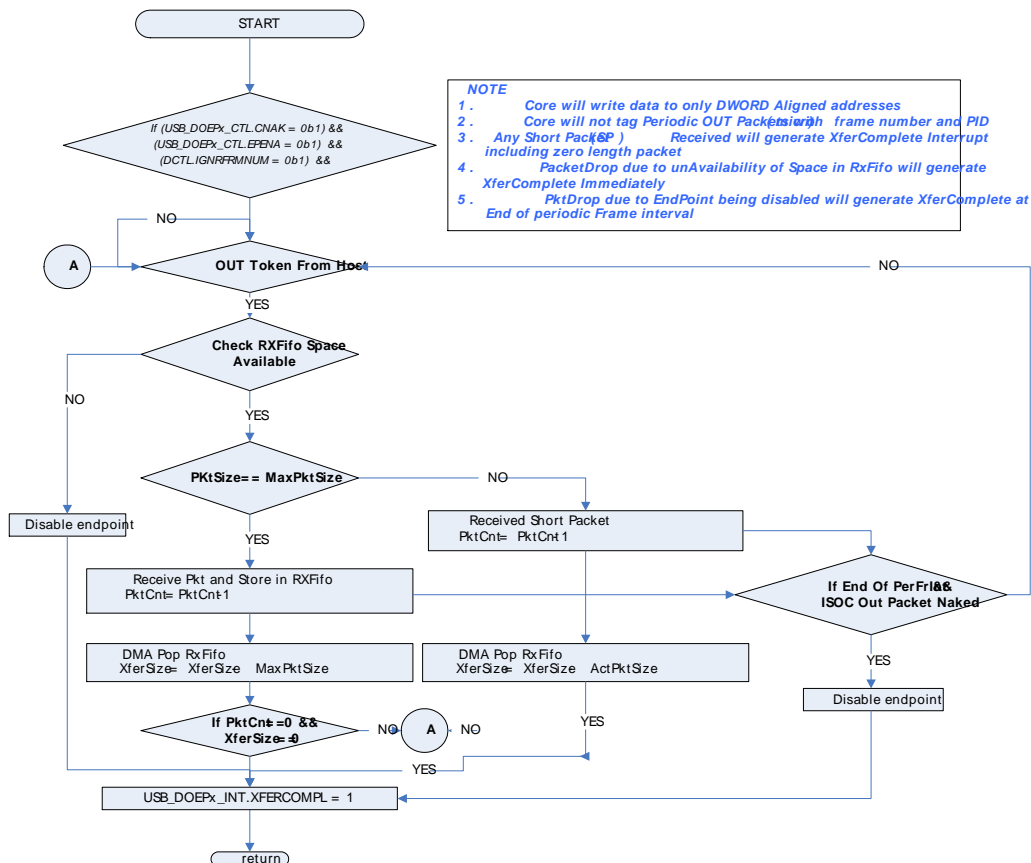 START
If (USB_DOEPx_CTL.CNAK = 0b1) &&
(USB_DOEPx_CTL.EPENA = 0b1) &&
(DCTL.IGNRFRMNUM = 0b1) &&
NOTE
1 . Core will write data to only DWORD Aligned addresses
2 . Core will not tag Periodic OUT Packets with frame number and PID
3 . Any Short Packet (SP ) Received will generate XferComplete Interrupt
including zero length packet
4 . PacketDrop due to unAvailability of Space in RxFifo will generate
XferComplete Immediately
5 . PktDrop due to EndPoint being disabled will generate XferComplete at
End of periodic Frame interval
NO
A
OUT Token From Host
NO
YES
Check RXFifo Space
Available
NO
YES
PKtSize== MaxPktSize
NO
Disable endpoint
YES
Received Short Packet
PktCnt= PktCnt-1
Receive Pkt and Store in RXFifo
PktCnt= PktCnt-1
If End Of PerFrInt &&
ISOC Out Packet Naked
DMA Pop RxFifo
XferSize= XferSize MaxPktSize
DMA Pop RxFifo
XferSize= XferSize ActPktSize
YES
Disable endpoint
If PktCnt==0 &&
XferSize==0
NO
A
NO
YES
YES
USB_DOEPx_INT.XFERCOMPL = 1
return